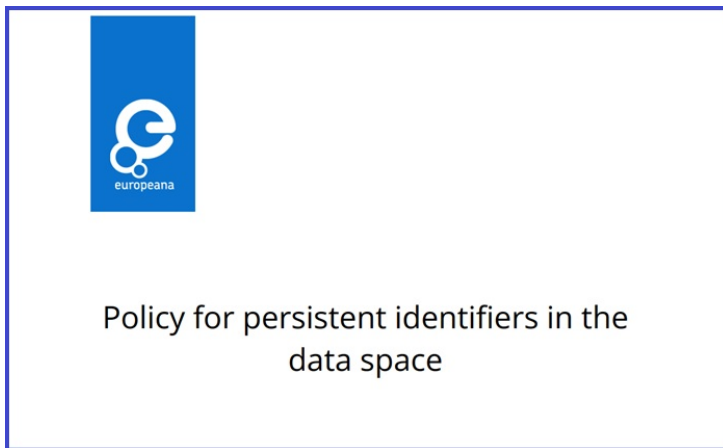 europeana
Policy for persistent identifiers in the
data space